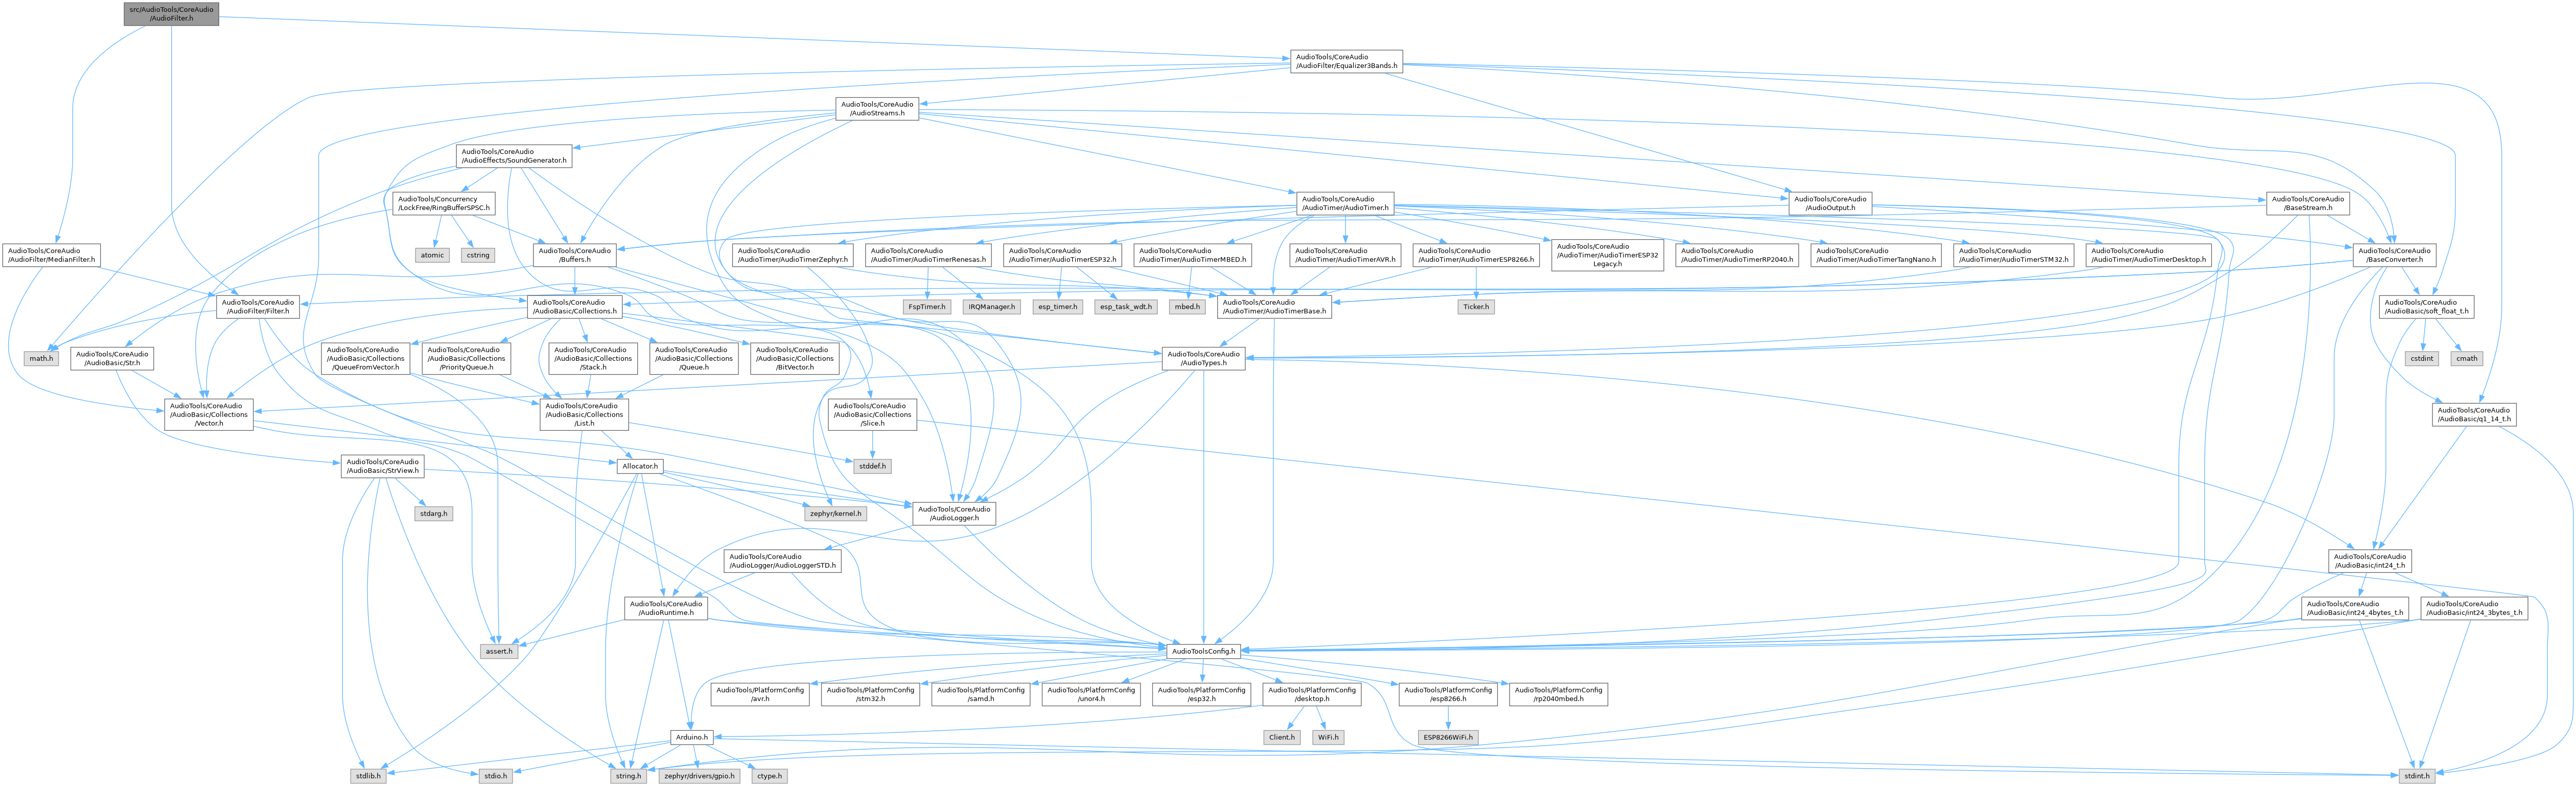 src/AudioTools/CoreAudio
/AudioFilter.h
AudioTools/CoreAudio
/AudioFilter/Equalizer3Bands.h
AudioTools/CoreAudio
/AudioStreams.h
AudioTools/CoreAudio
/AudioEffects/SoundGenerator.h
AudioTools/Concurrency
/LockFree/RingBufferSPSC.h
AudioTools/CoreAudio
/AudioTimer/AudioTimer.h
AudioTools/CoreAudio
/AudioOutput.h
AudioTools/CoreAudio
/BaseStream.h
AudioTools/CoreAudio
/AudioFilter/MedianFilter.h
atomic
cstring
AudioTools/CoreAudio
/Buffers.h
AudioTools/CoreAudio
/AudioTimer/AudioTimerZephyr.h
AudioTools/CoreAudio
/AudioTimer/AudioTimerRenesas.h
AudioTools/CoreAudio
/AudioTimer/AudioTimerESP32.h
AudioTools/CoreAudio
/AudioTimer/AudioTimerMBED.h
AudioTools/CoreAudio
/AudioTimer/AudioTimerAVR.h
AudioTools/CoreAudio
/AudioTimer/AudioTimerESP8266.h
AudioTools/CoreAudio
/AudioTimer/AudioTimerESP32
Legacy.h
AudioTools/CoreAudio
/AudioTimer/AudioTimerRP2040.h
AudioTools/CoreAudio
/AudioTimer/AudioTimerTangNano.h
AudioTools/CoreAudio
/AudioTimer/AudioTimerSTM32.h
AudioTools/CoreAudio
/AudioTimer/AudioTimerDesktop.h
AudioTools/CoreAudio
/BaseConverter.h
AudioTools/CoreAudio
/AudioFilter/Filter.h
AudioTools/CoreAudio
/AudioBasic/Collections.h
FspTimer.h
IRQManager.h
esp_timer.h
esp_task_wdt.h
mbed.h
AudioTools/CoreAudio
/AudioTimer/AudioTimerBase.h
Ticker.h
AudioTools/CoreAudio
/AudioBasic/soft_float_t.h
math.h
AudioTools/CoreAudio
/AudioBasic/Str.h
AudioTools/CoreAudio
/AudioBasic/Collections
/QueueFromVector.h
AudioTools/CoreAudio
/AudioBasic/Collections
/PriorityQueue.h
AudioTools/CoreAudio
/AudioBasic/Collections
/Stack.h
AudioTools/CoreAudio
/AudioBasic/Collections
/Queue.h
AudioTools/CoreAudio
/AudioBasic/Collections
/BitVector.h
AudioTools/CoreAudio
/AudioTypes.h
cstdint
cmath
AudioTools/CoreAudio
/AudioBasic/Collections
/Vector.h
AudioTools/CoreAudio
/AudioBasic/Collections
/List.h
AudioTools/CoreAudio
/AudioBasic/Collections
/Slice.h
AudioTools/CoreAudio
/AudioBasic/q1_14_t.h
AudioTools/CoreAudio
/AudioBasic/StrView.h
Allocator.h
stddef.h
stdarg.h
zephyr/kernel.h
AudioTools/CoreAudio
/AudioLogger.h
AudioTools/CoreAudio
/AudioLogger/AudioLoggerSTD.h
AudioTools/CoreAudio
/AudioBasic/int24_t.h
AudioTools/CoreAudio
/AudioRuntime.h
AudioTools/CoreAudio
/AudioBasic/int24_4bytes_t.h
AudioTools/CoreAudio
/AudioBasic/int24_3bytes_t.h
assert.h
AudioToolsConfig.h
AudioTools/PlatformConfig
/avr.h
AudioTools/PlatformConfig
/stm32.h
AudioTools/PlatformConfig
/samd.h
AudioTools/PlatformConfig
/unor4.h
AudioTools/PlatformConfig
/esp32.h
AudioTools/PlatformConfig
/desktop.h
AudioTools/PlatformConfig
/esp8266.h
AudioTools/PlatformConfig
/rp2040mbed.h
Arduino.h
Client.h
WiFi.h
ESP8266WiFi.h
stdlib.h
stdio.h
string.h
zephyr/drivers/gpio.h
ctype.h
stdint.h